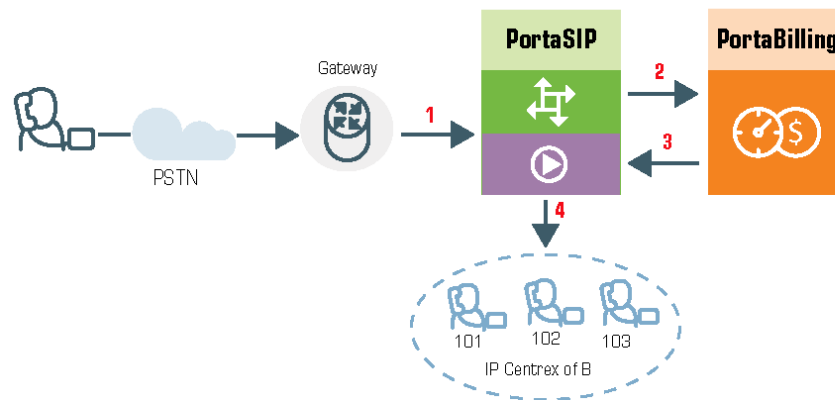 PortaSIP
PortaBilling
Gateway
1
2
3
PSTN
$
4
101
102
103
IP Centrex of B